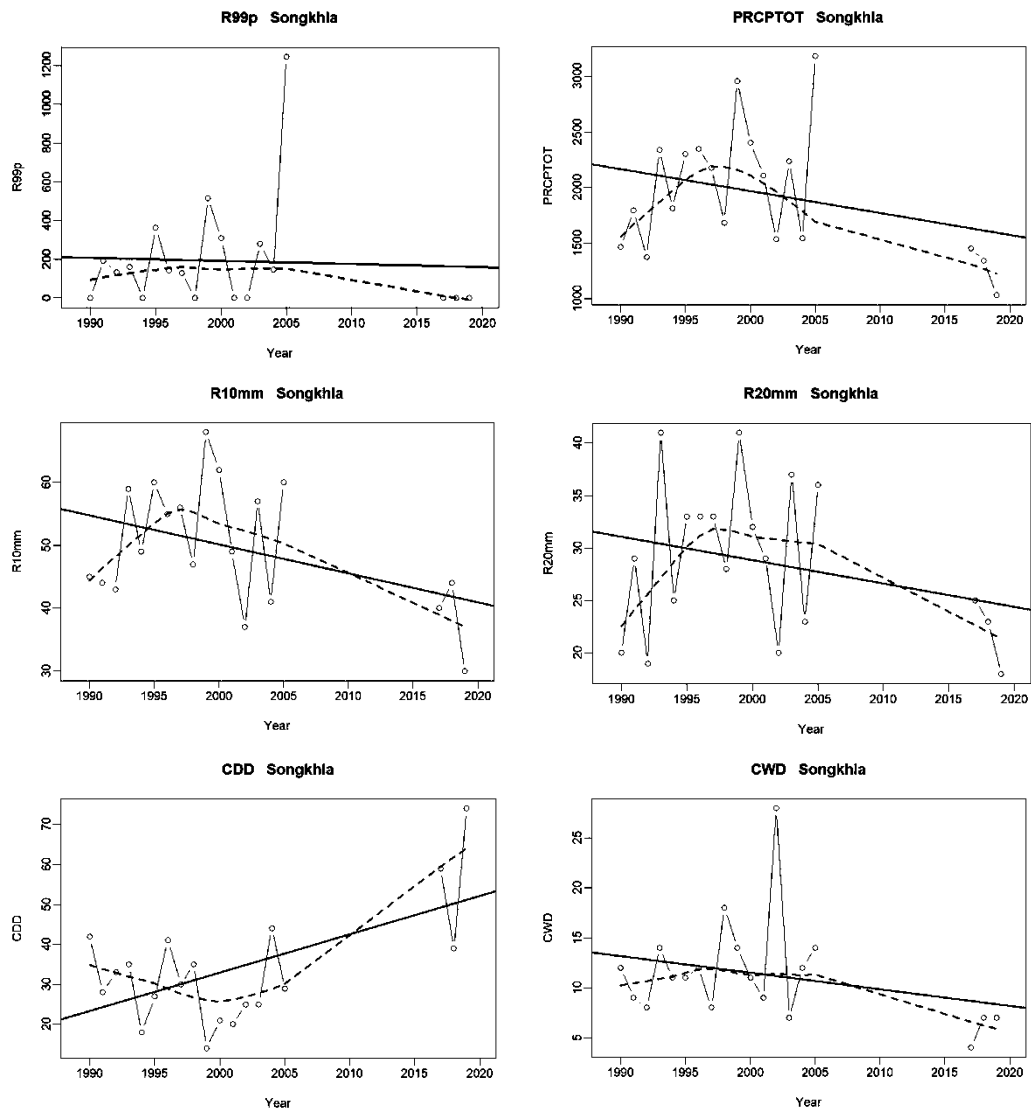 R99p Songkhla
R99p
0 200 400 600 800 1000 1200
1990 1995 2000 2005 2010 2015 2020
Year
PRCPTOT Songkhla
PRCPTOT
1000 1500 2000 2500 3000
1990 1995 2000 2005 2010 2015 2020
Year
R10mm Songkhla
R10mm
30 40 50 60
1990 1995 2000 2005 2010 2015 2020
Year
R20mm Songkhla
R20mm
20 25 30 35 40
1990 1995 2000 2005 2010 2015 2020
Year
CDD Songkhla
CDD
20 30 40 50 60 70
1990 1995 2000 2005 2010 2015 2020
Year
CWD Songkhla
CWD
5 10 15 20 25
1990 1995 2000 2005 2010 2015 2020
Year